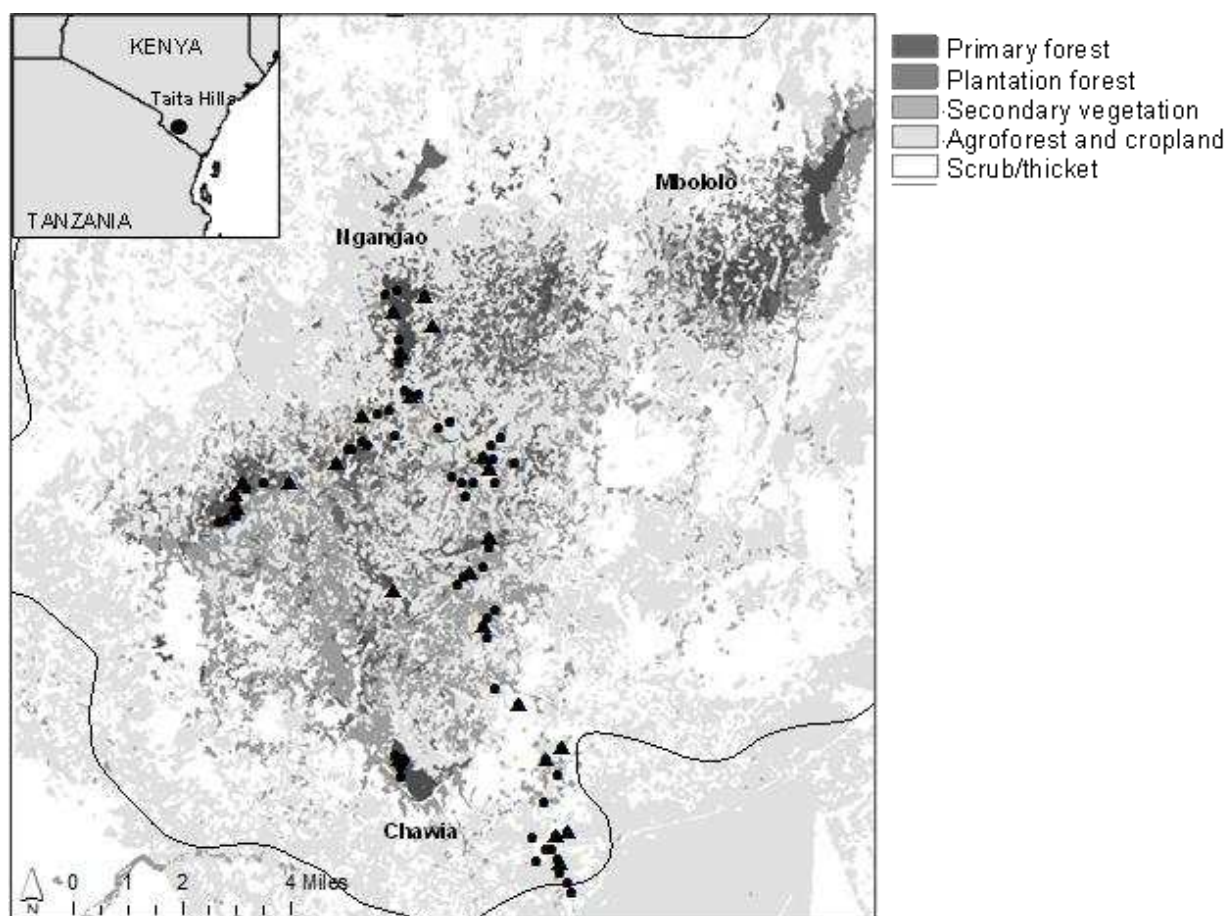 KENYA
Taita Hills
TANZANIA
Primary forest
Plantation forest
Secondary vegetation
Agroforest and cropland
Scrub/thicket
Mbololo
Ngangao
Chawia
0 1 2 4 Miles
N